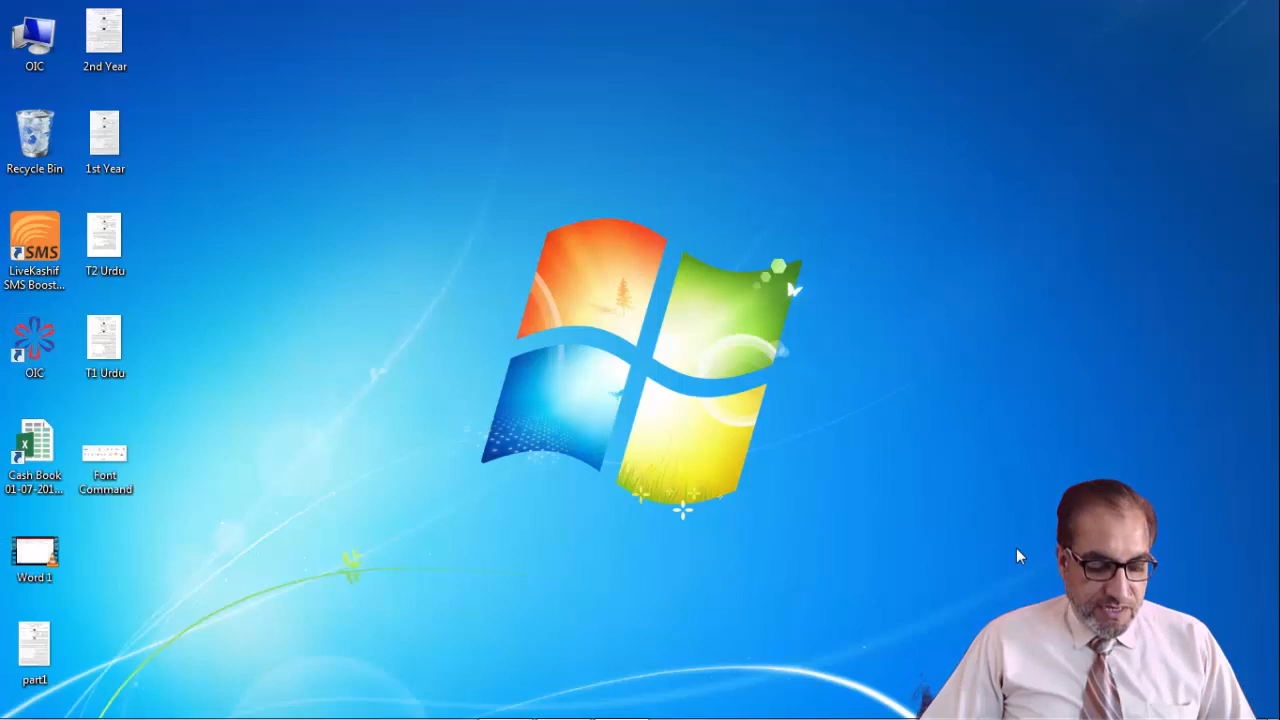 OIC
2nd Year
Recycle Bin
1st Year
SMS
LiveKashif
SMS Boost...
T2 Urdu
OIC
T1 Urdu
Cash Book
01-07-201...
Font
Command
Word 1
part1